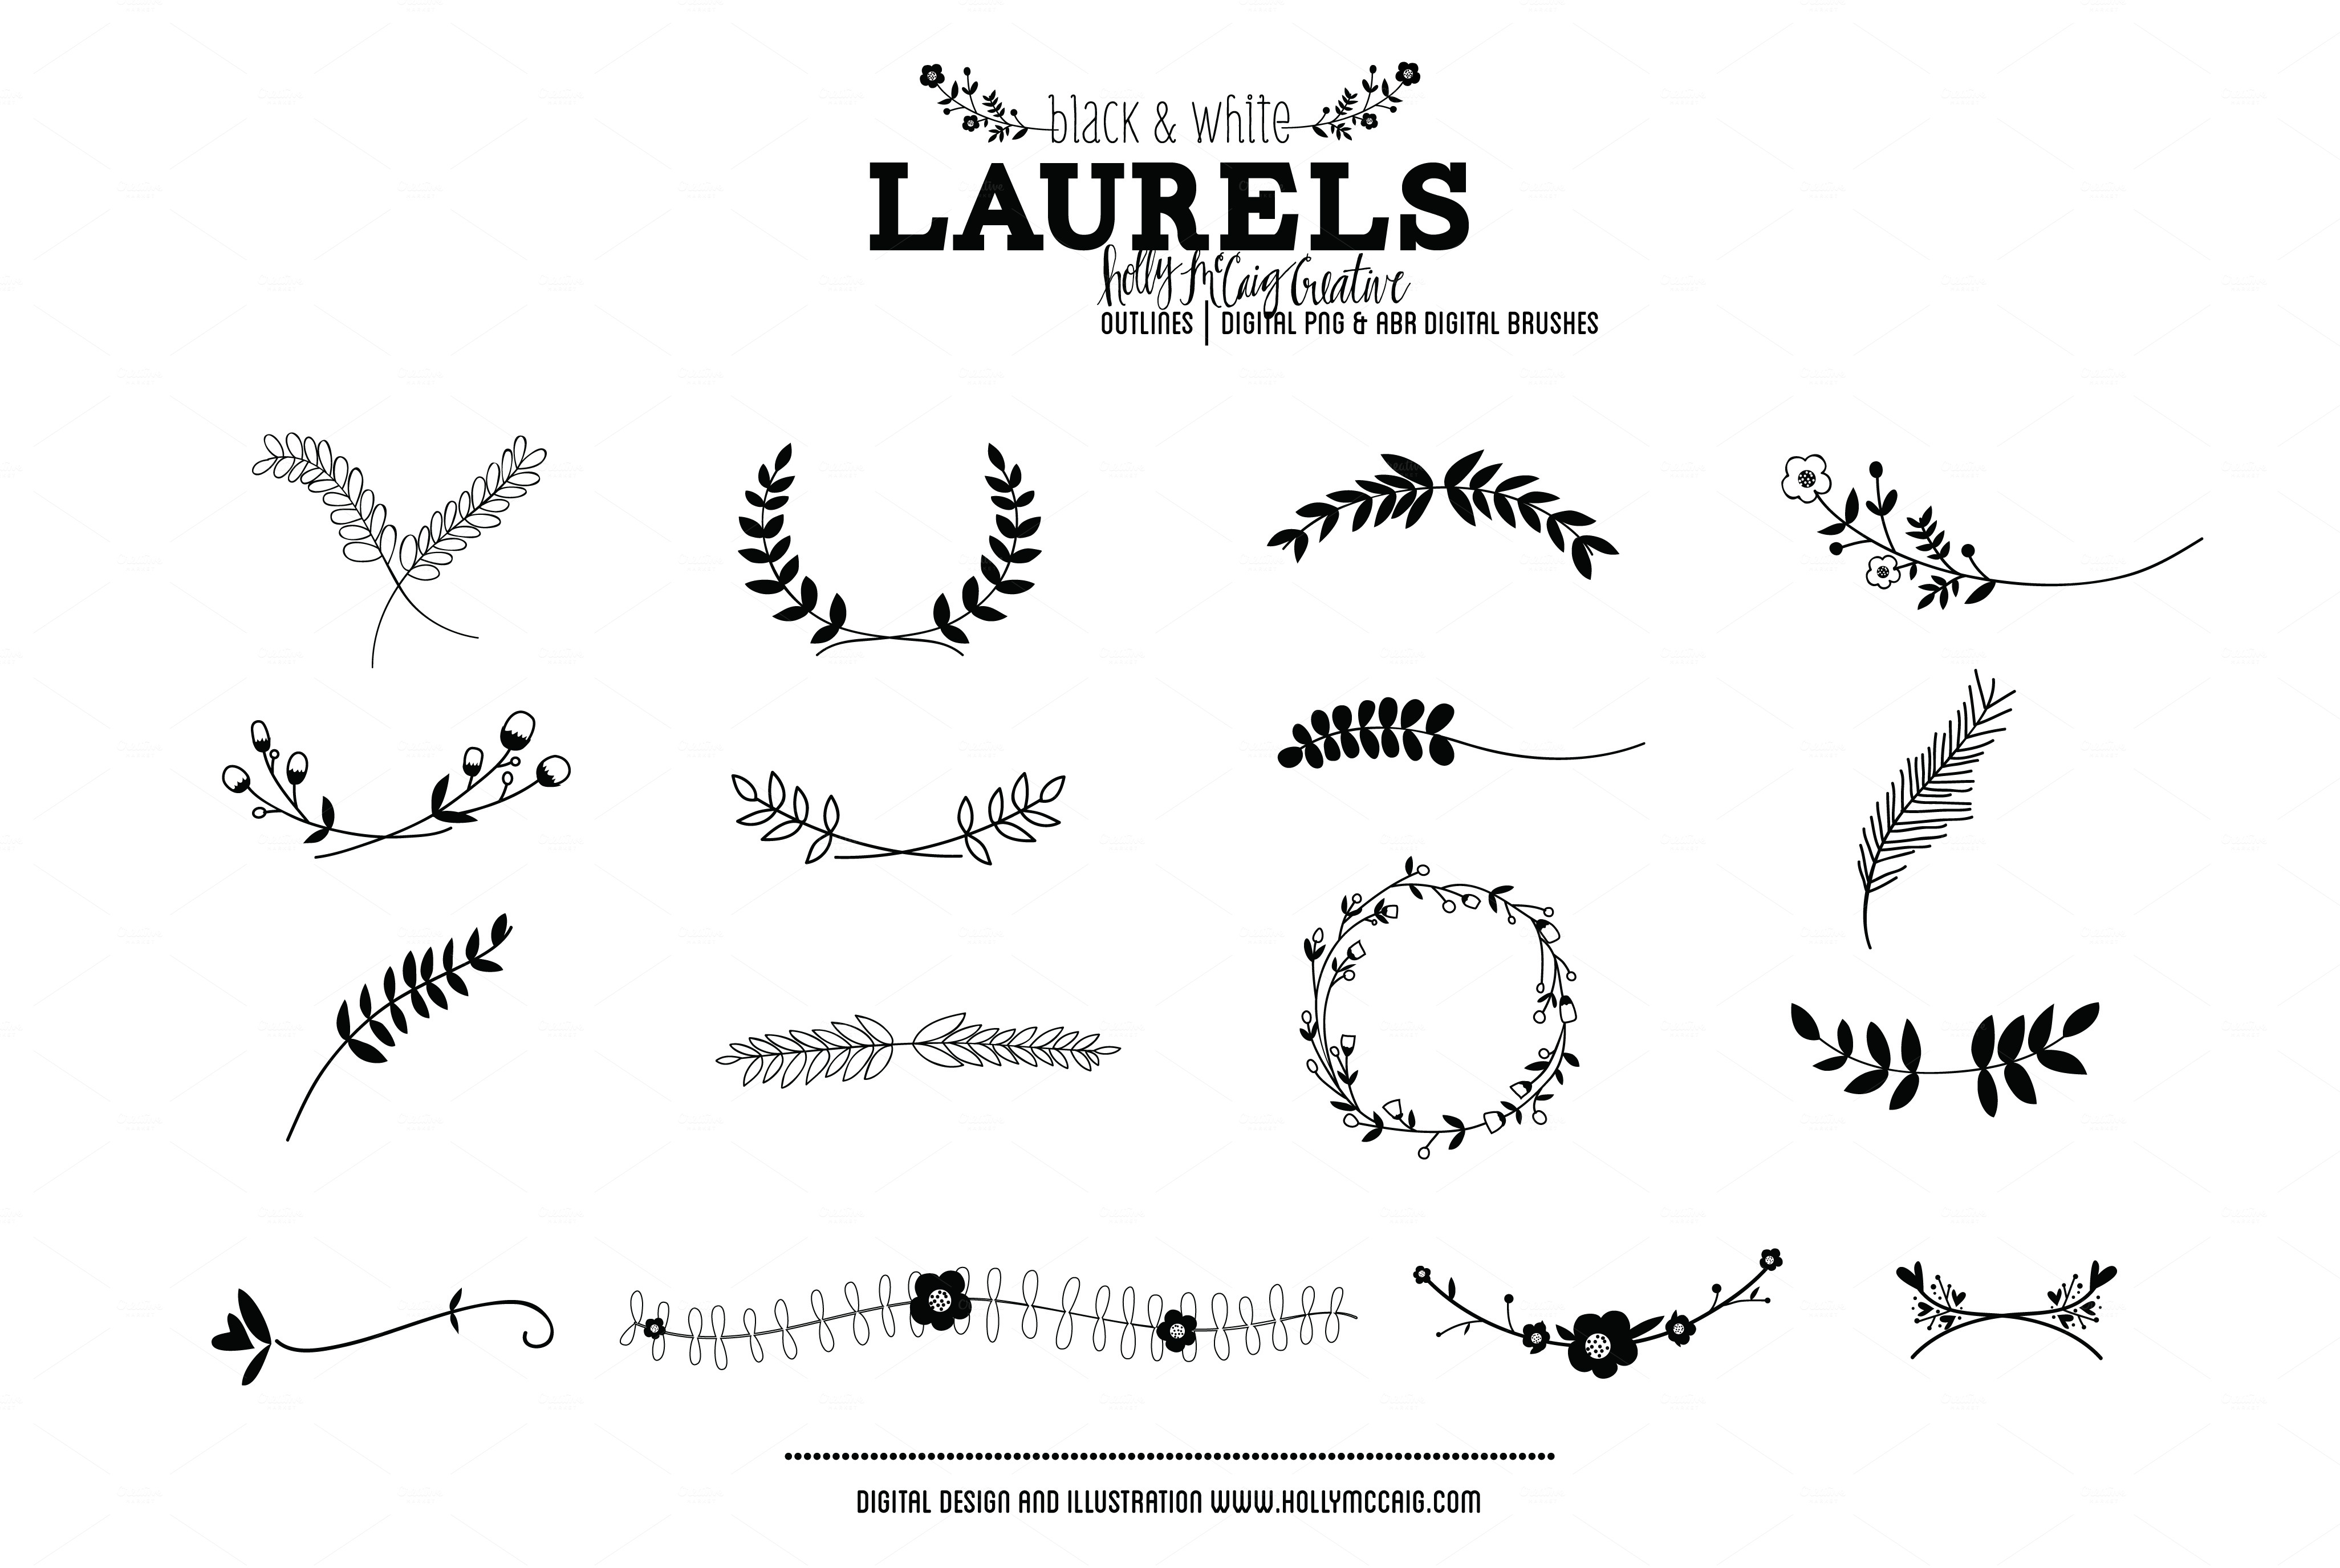 black & white
LAURELS
holly McCaig Creative
OUTLINES | DIGITAL PNG & ABR DIGITAL BRUSHES
DIGITAL DESIGN AND ILLUSTRATION WWW.HOLLYMCCAIG.COM